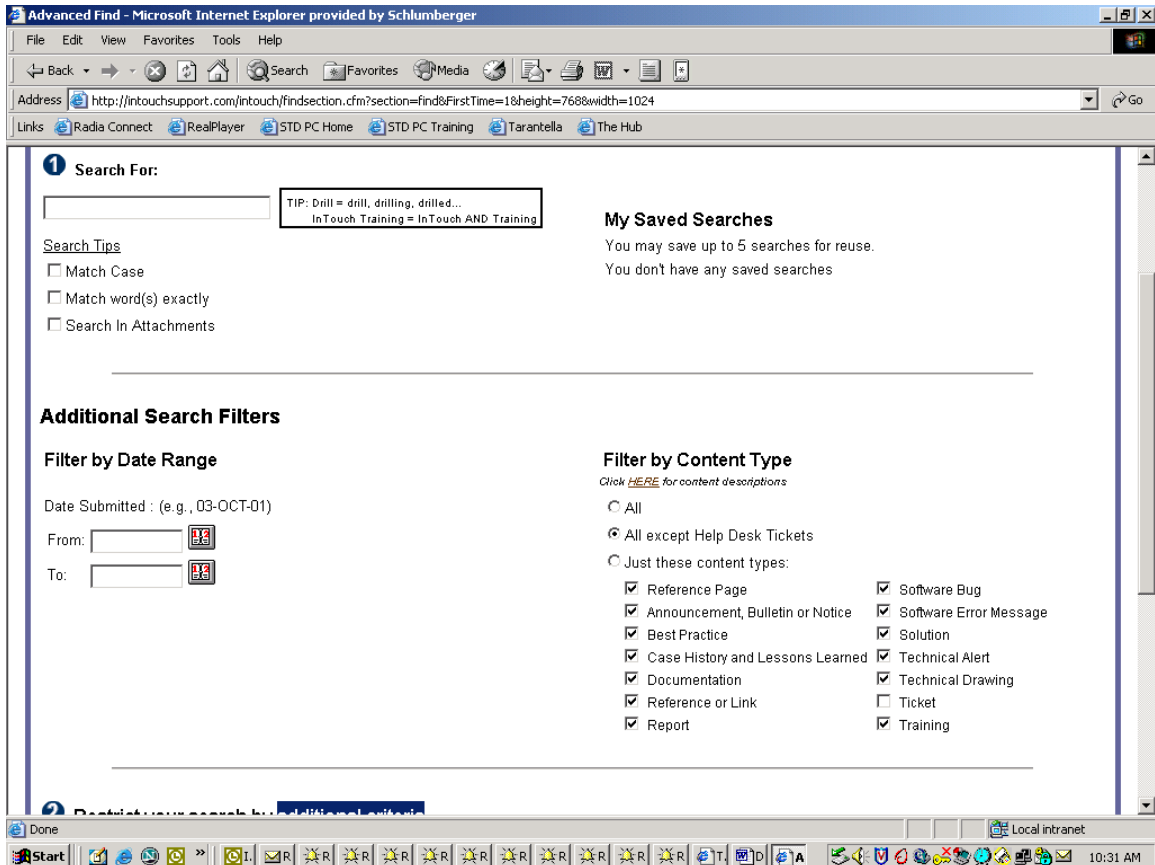 Advanced Find - Microsoft Internet Explorer provided by Schlumberger
File Edit View Favorites Tools Help
Back Search Favorites Media
Address http://intouchsupport.com/intouch/findsection.cfm?section=find&FirstTime=1&height=768&width=1024 Go
Links Radia Connect RealPlayer STD PC Home STD PC Training Tarantella The Hub
1 Search For:
TIP: Drill = drill, drilling, drilled...
InTouch Training = InTouch AND Training
Search Tips
Match Case
Match word(s) exactly
Search In Attachments
My Saved Searches
You may save up to 5 searches for reuse.
You don't have any saved searches
Additional Search Filters
Filter by Date Range
Date Submitted : (e.g., 03-OCT-01)
From:
To:
Filter by Content Type
Click HERE for content descriptions
All
All except Help Desk Tickets
Just these content types:
Reference Page Software Bug
Announcement, Bulletin or Notice Software Error Message
Best Practice Solution
Case History and Lessons Learned Technical Alert
Documentation Technical Drawing
Reference or Link Ticket
Report Training
2 Restrict your search by additional criteria
Done Local intranet
Start » I. R R R R R R R R R R T. D A 10:31 AM